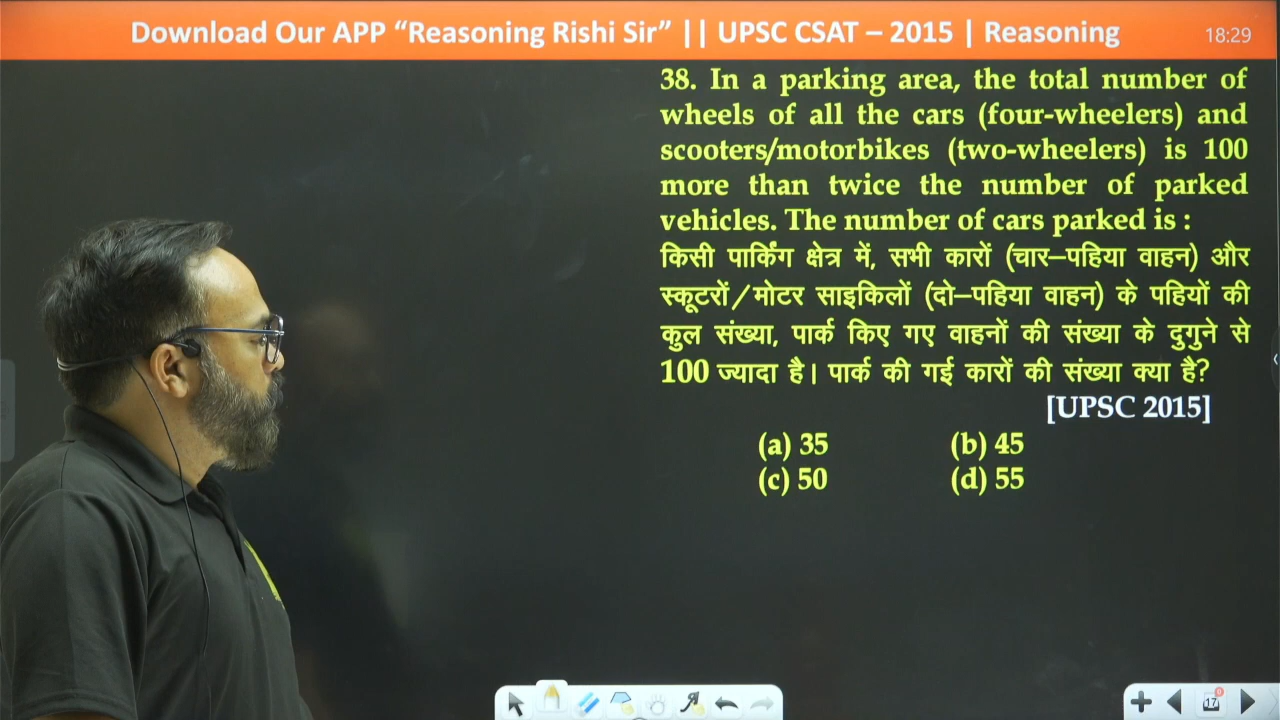 Download Our APP “Reasoning Rishi Sir” || UPSC CSAT – 2015 | Reasoning
18:29
38. In a parking area, the total number of
wheels of all the cars (four-wheelers) and
scooters/motorbikes (two-wheelers) is 100
more than twice the number of parked
vehicles. The number of cars parked is :
किसी पार्किंग क्षेत्र में, सभी कारों (चार–पहिया वाहन) और
स्कूटरों/मोटर साइकिलों (दो–पहिया वाहन) के पहियों की
कुल संख्या, पार्क किए गए वाहनों की संख्या के दुगुने से
100 ज्यादा है। पार्क की गई कारों की संख्या क्या है?
[UPSC 2015]
(a) 35 (b) 45
(c) 50 (d) 55
17